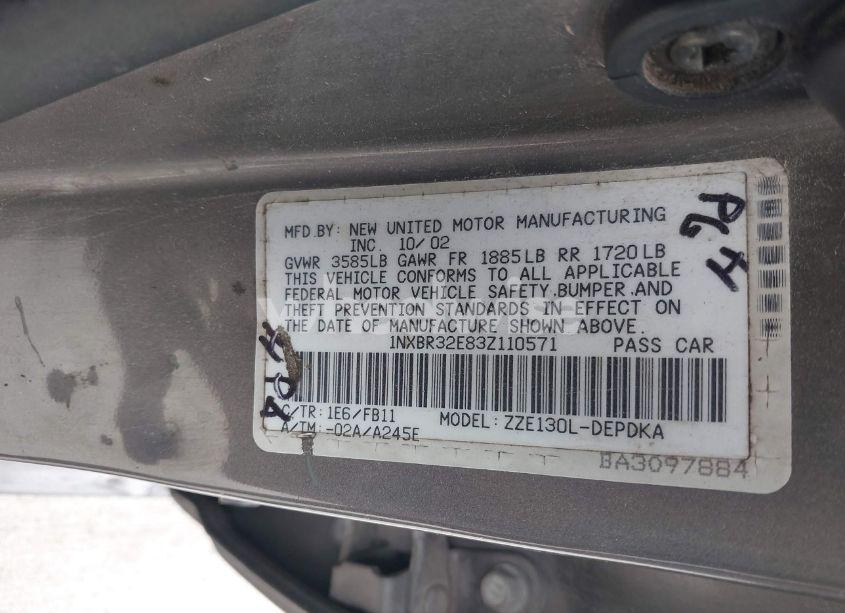 MFD.BY: NEW UNITED MOTOR MANUFACTURING
INC. 10/02
GVWR 3585LB GAWR FR 1885LB RR 1720LB
THIS VEHICLE CONFORMS TO ALL APPLICABLE
FEDERAL MOTOR VEHICLE SAFETY,BUMPER,AND
THEFT PREVENTION STANDARDS IN EFFECT ON
THE DATE OF MANUFACTURE SHOWN ABOVE.
1NXBR32E83Z110571 PASS CAR
C/TR: 1E6/FB11 MODEL: ZZE130L-DEPDKA
A/TM: -02A/A245E
BA3097884